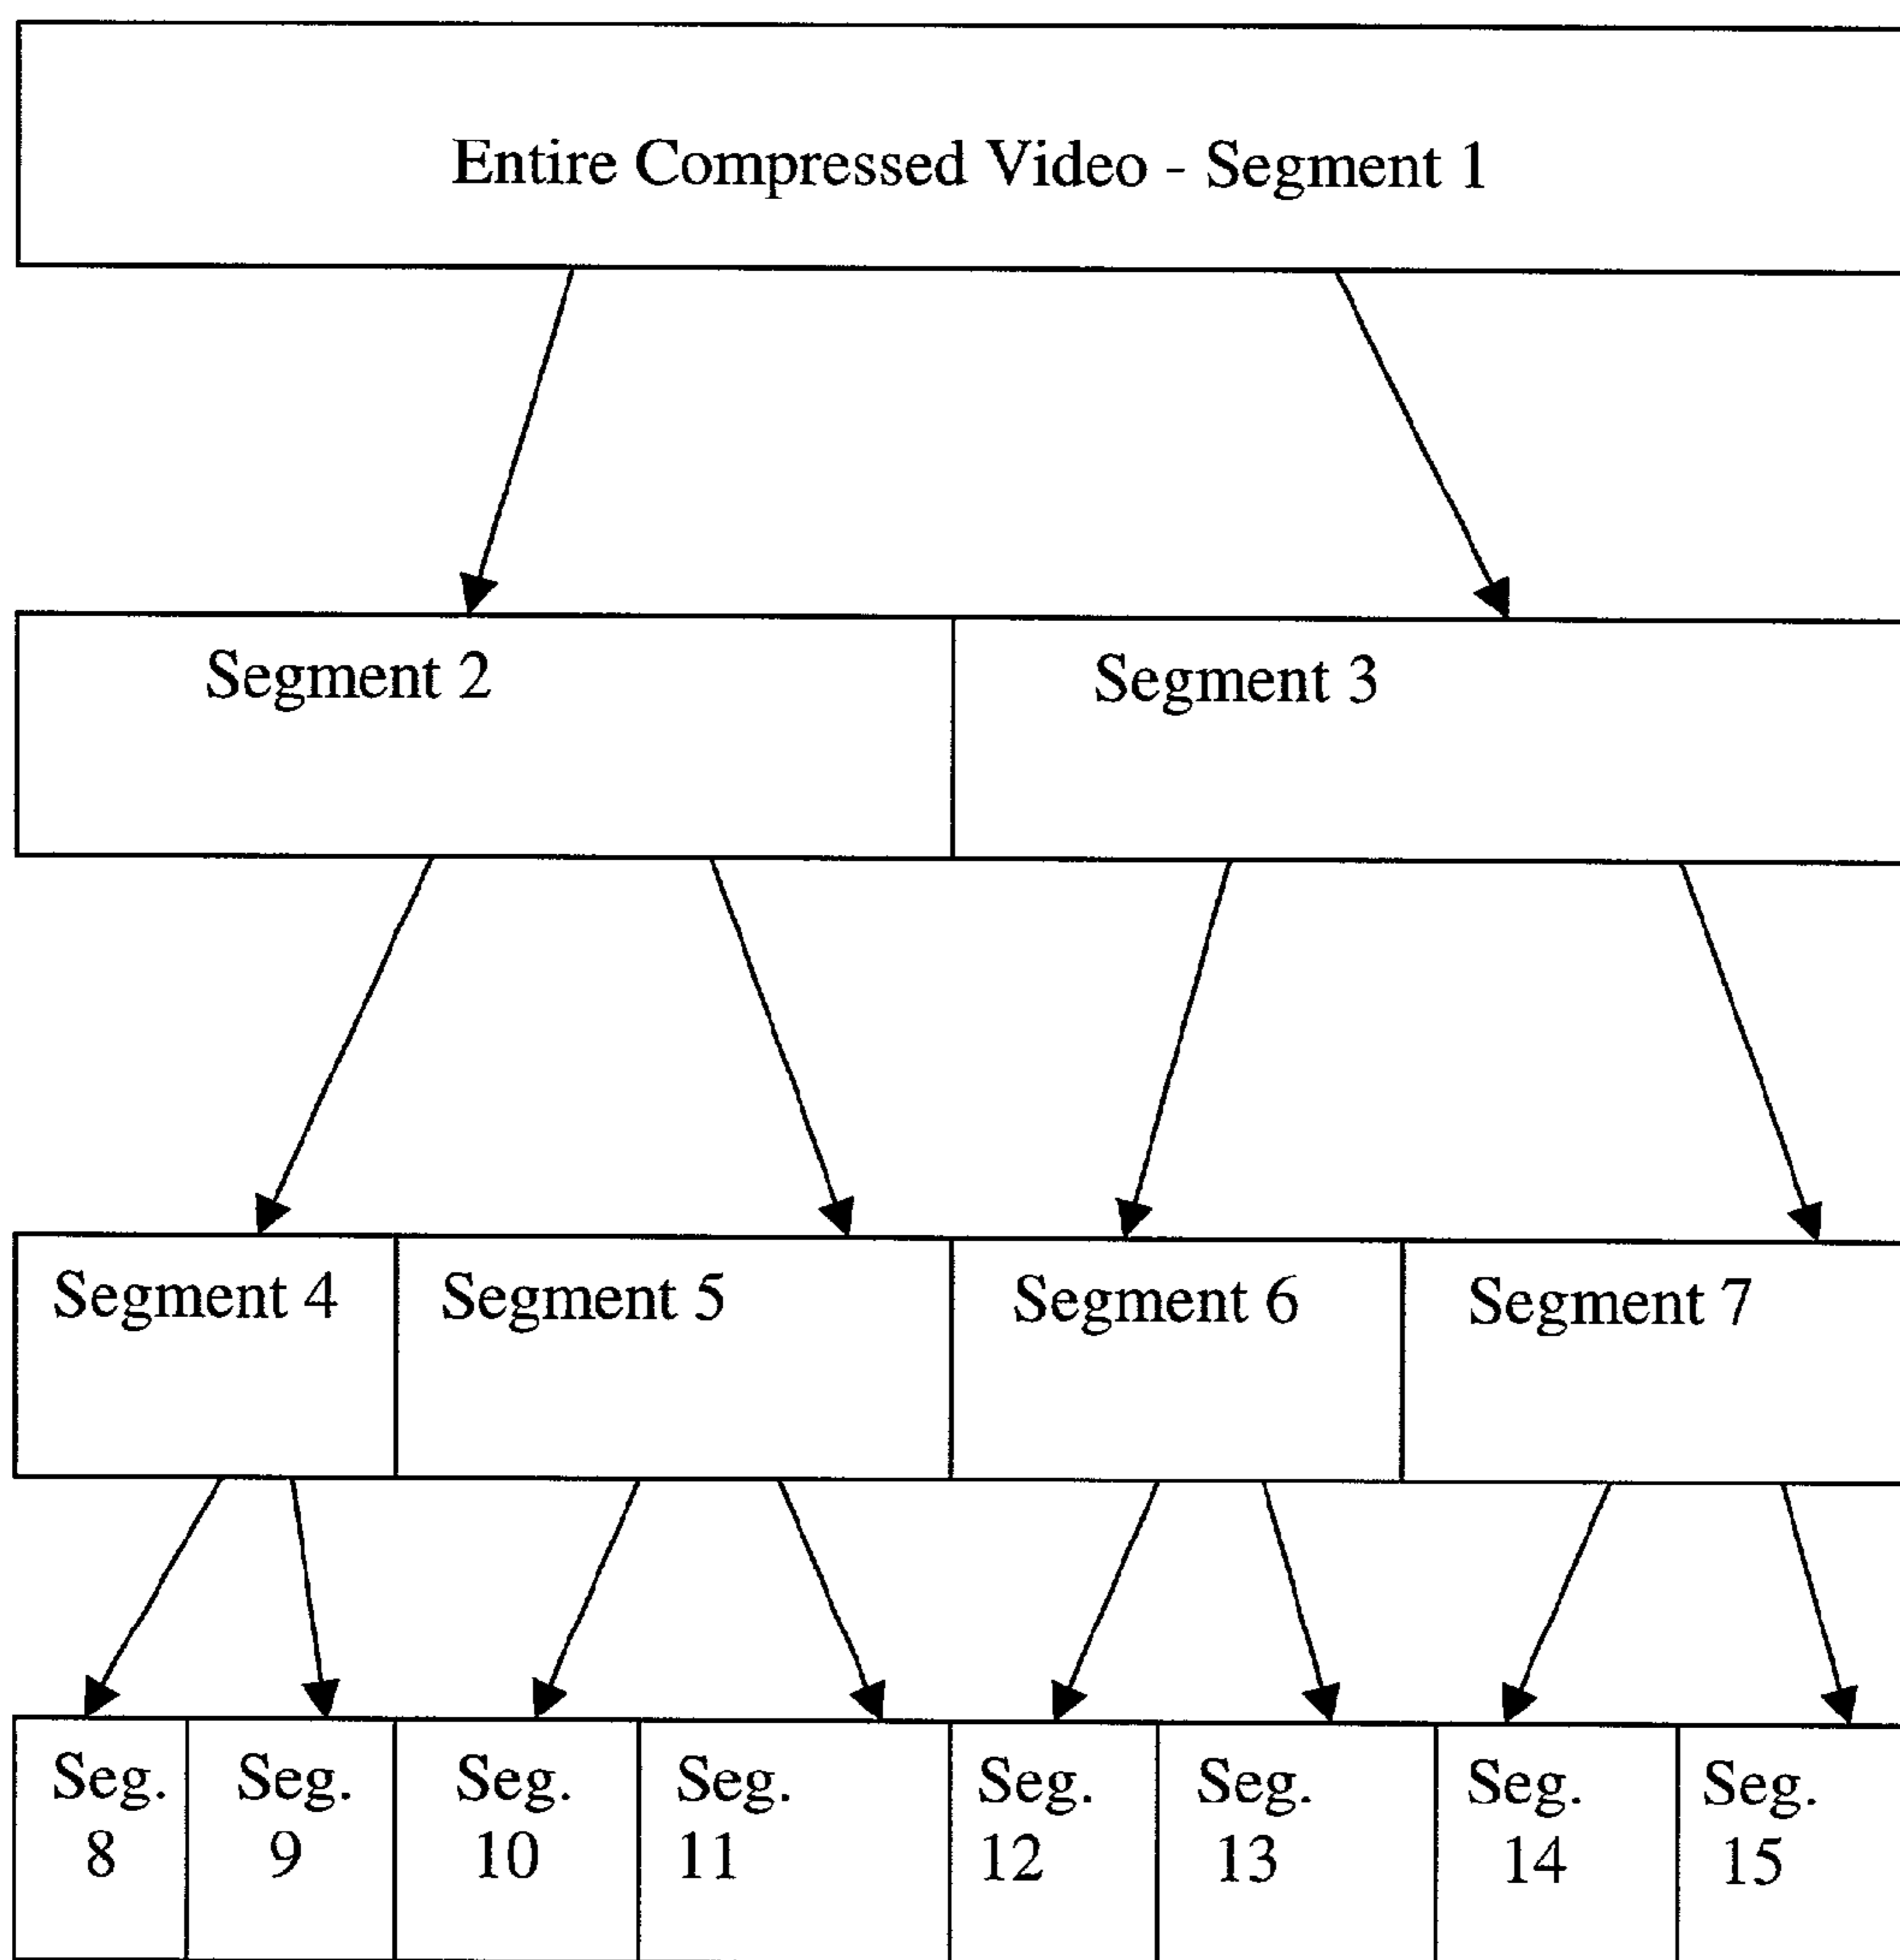 Entire Compressed Video - Segment 1
Segment 2
Segment 3
Segment 4
Segment 5
Segment 6
Segment 7
Seg.
8
Seg.
9
Seg.
10
Seg.
11
Seg.
12
Seg.
13
Seg.
14
Seg.
15